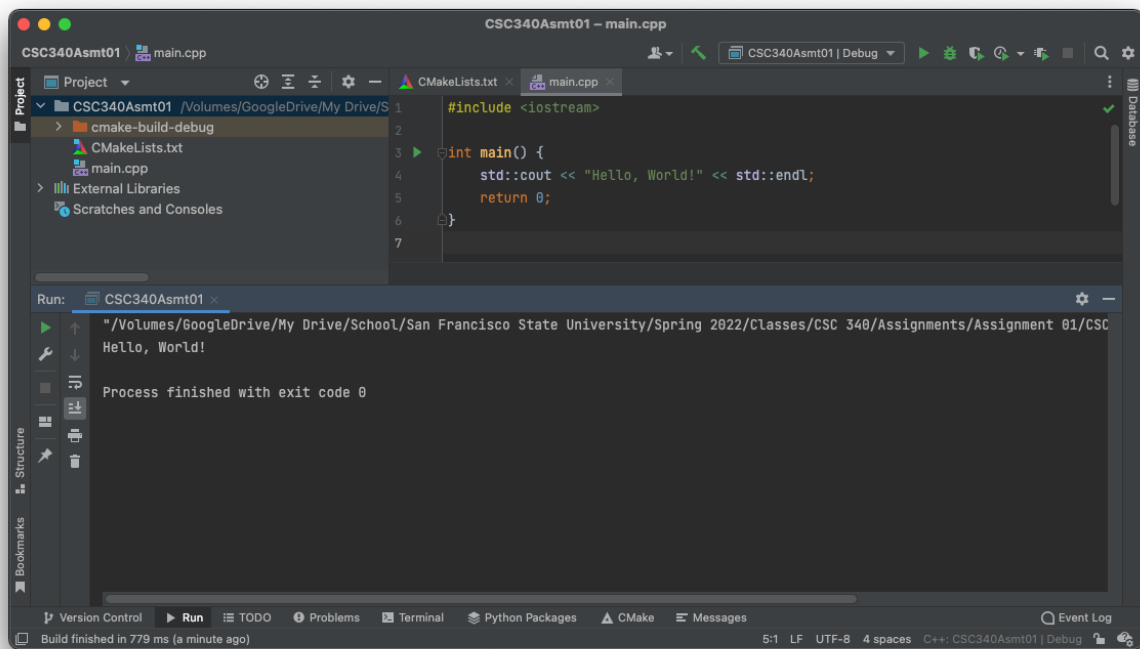 CSC340Asmt01 – main.cpp
CSC340Asmt01 main.cpp
CSC340Asmt01 | Debug
Project
Project
CMakeLists.txt
main.cpp
Database
CSC340Asmt01 /Volumes/GoogleDrive/My Drive/S
cmake-build-debug
CMakeLists.txt
main.cpp
External Libraries
Scratches and Consoles
1 #include <iostream>
2
3 int main() {
4 std::cout << "Hello, World!" << std::endl;
5 return 0;
6 }
7
Run: CSC340Asmt01
"/Volumes/GoogleDrive/My Drive/School/San Francisco State University/Spring 2022/Classes/CSC 340/Assignments/Assignment 01/CSC
Hello, World!
Process finished with exit code 0
Structure
Bookmarks
Version Control Run TODO Problems Terminal Python Packages CMake Messages Event Log
Build finished in 779 ms (a minute ago) 5:1 LF UTF-8 4 spaces C++: CSC340Asmt01 | Debug